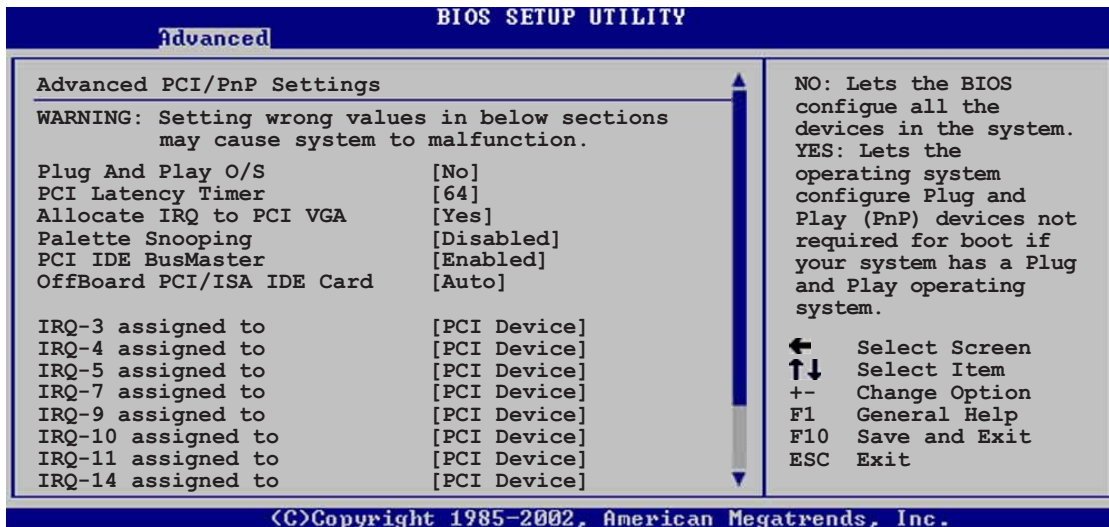 BIOS SETUP UTILITY
Advanced
Advanced PCI/PnP Settings
WARNING: Setting wrong values in below sections
may cause system to malfunction.
Plug And Play O/S [No]
PCI Latency Timer [64]
Allocate IRQ to PCI VGA [Yes]
Palette Snooping [Disabled]
PCI IDE BusMaster [Enabled]
OffBoard PCI/ISA IDE Card [Auto]
IRQ-3 assigned to [PCI Device]
IRQ-4 assigned to [PCI Device]
IRQ-5 assigned to [PCI Device]
IRQ-7 assigned to [PCI Device]
IRQ-9 assigned to [PCI Device]
IRQ-10 assigned to [PCI Device]
IRQ-11 assigned to [PCI Device]
IRQ-14 assigned to [PCI Device]
NO: Lets the BIOS
configue all the
devices in the system.
YES: Lets the
operating system
configure Plug and
Play (PnP) devices not
required for boot if
your system has a Plug
and Play operating
system.
← Select Screen
↑↓ Select Item
+- Change Option
F1 General Help
F10 Save and Exit
ESC Exit
(C)Copyright 1985-2002, American Megatrends, Inc.